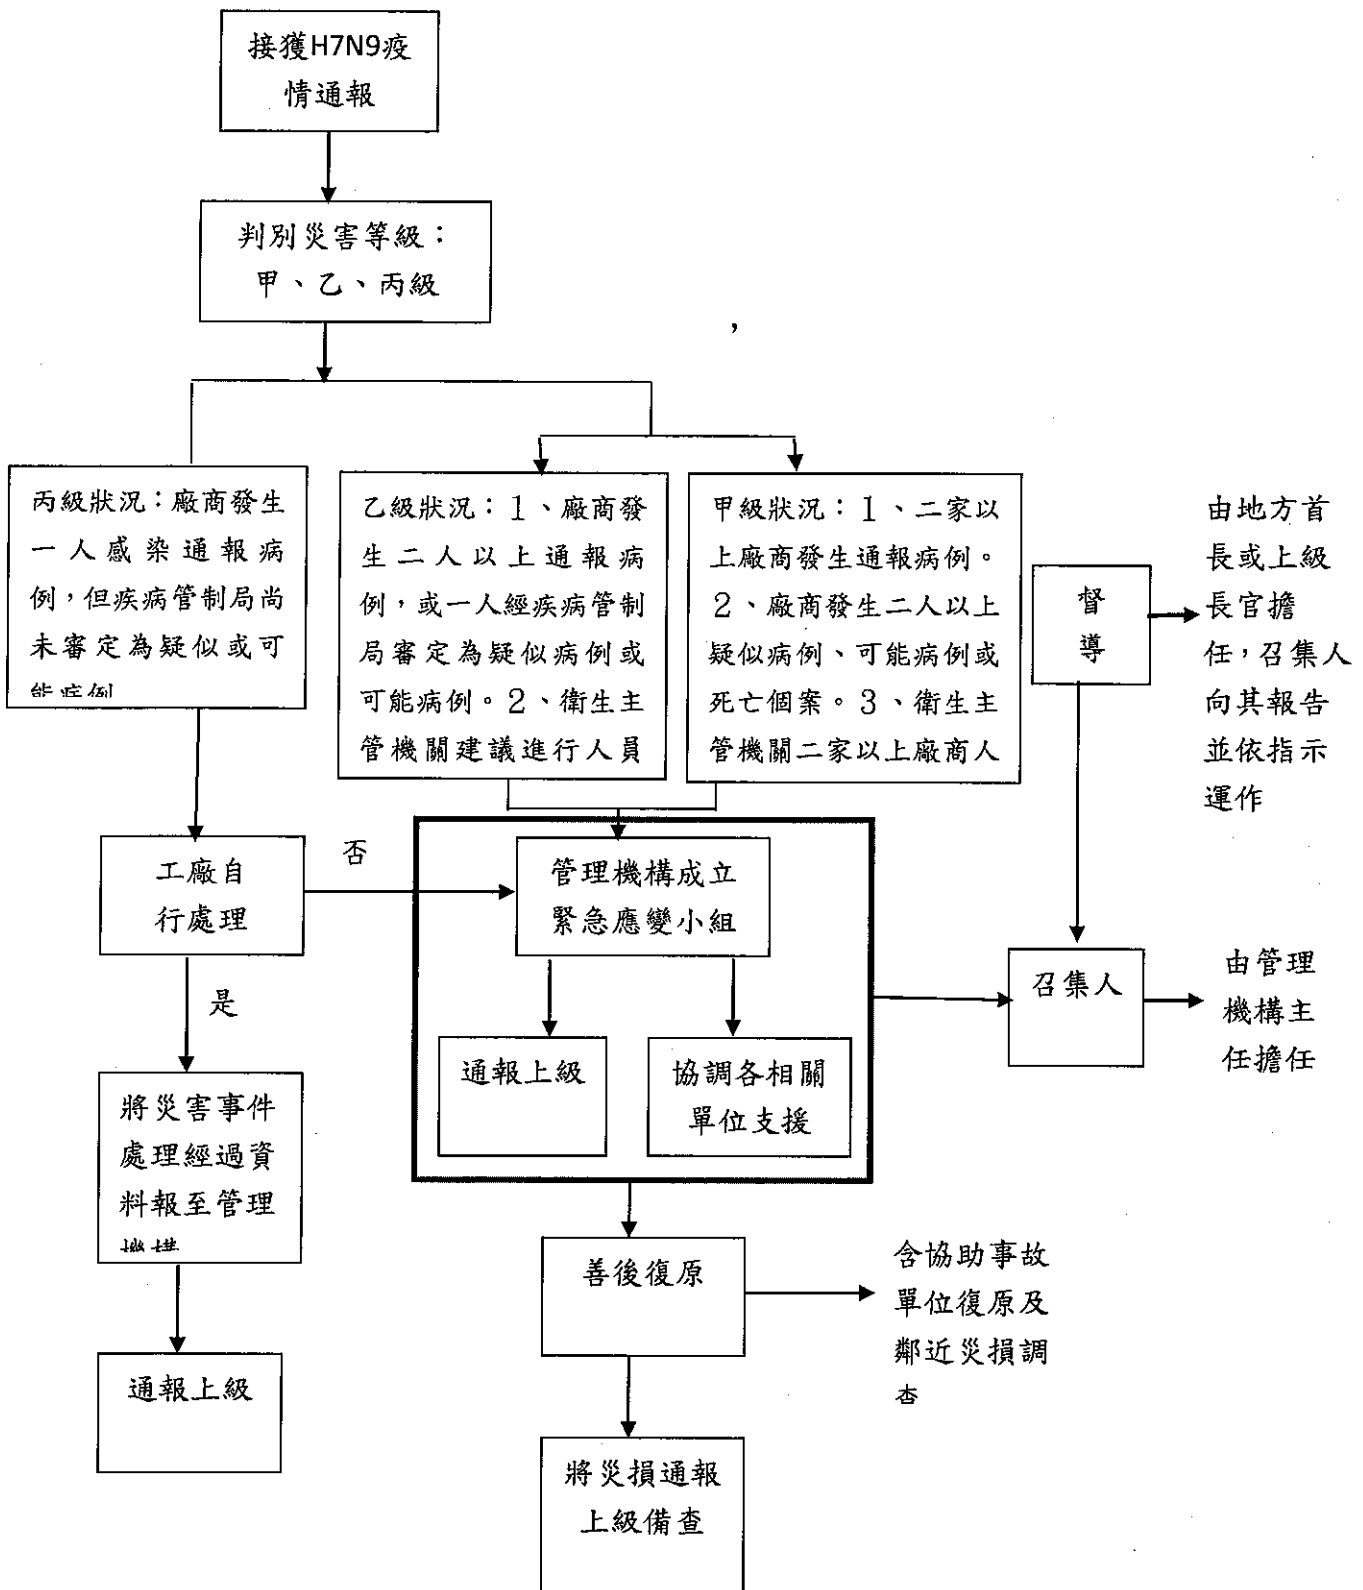 接獲H7N9疫
情通報
判別災害等級：
甲、乙、丙級
，
丙級狀況：廠商發生
一人感染通報病
例，但疾病管制局尚
未審定為疑似或可
能病例
乙級狀況：１、廠商發
生二人以上通報病
例，或一人經疾病管制
局審定為疑似病例或
可能病例。２、衛生主
管機關建議進行人員
甲級狀況：１、二家以
上廠商發生通報病例。
２、廠商發生二人以上
疑似病例、可能病例或
死亡個案。３、衛生主
管機關二家以上廠商人
督
導
由地方首
長或上級
長官擔
任，召集人
向其報告
並依指示
運作
工廠自
行處理
否
是
管理機構成立
緊急應變小組
通報上級
協調各相關
單位支援
召集人
由管理
機構主
任擔任
將災害事件
處理經過資
料報至管理
機構
通報上級
善後復原
含協助事故
單位復原及
鄰近災損調
查
將災損通報
上級備查